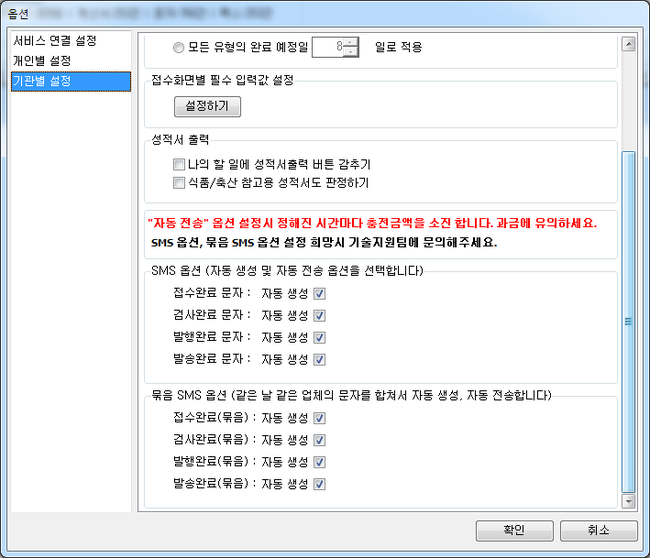 옵션
서비스 연결 설정
개인별 설정
기관별 설정
모든 유형의 완료 예정일 8 일로 적용
접수화면별 필수 입력값 설정
설정하기
성적서 출력
나의 할 일에 성적서출력 버튼 감추기
식품/축산 참고용 성적서도 판정하기
"자동 전송" 옵션 설정시 정해진 시간마다 충전금액을 소진 합니다. 과금에 유의하세요.
SMS 옵션, 묶음 SMS 옵션 설정 희망시 기술지원팀에 문의해주세요.
SMS 옵션 (자동 생성 및 자동 전송 옵션을 선택합니다)
접수완료 문자 : 자동 생성
검사완료 문자 : 자동 생성
발행완료 문자 : 자동 생성
발송완료 문자 : 자동 생성
묶음 SMS 옵션 (같은 날 같은 업체의 문자를 합쳐서 자동 생성, 자동 전송합니다)
접수완료(묶음) : 자동 생성
검사완료(묶음) : 자동 생성
발행완료(묶음) : 자동 생성
발송완료(묶음) : 자동 생성
확인
취소